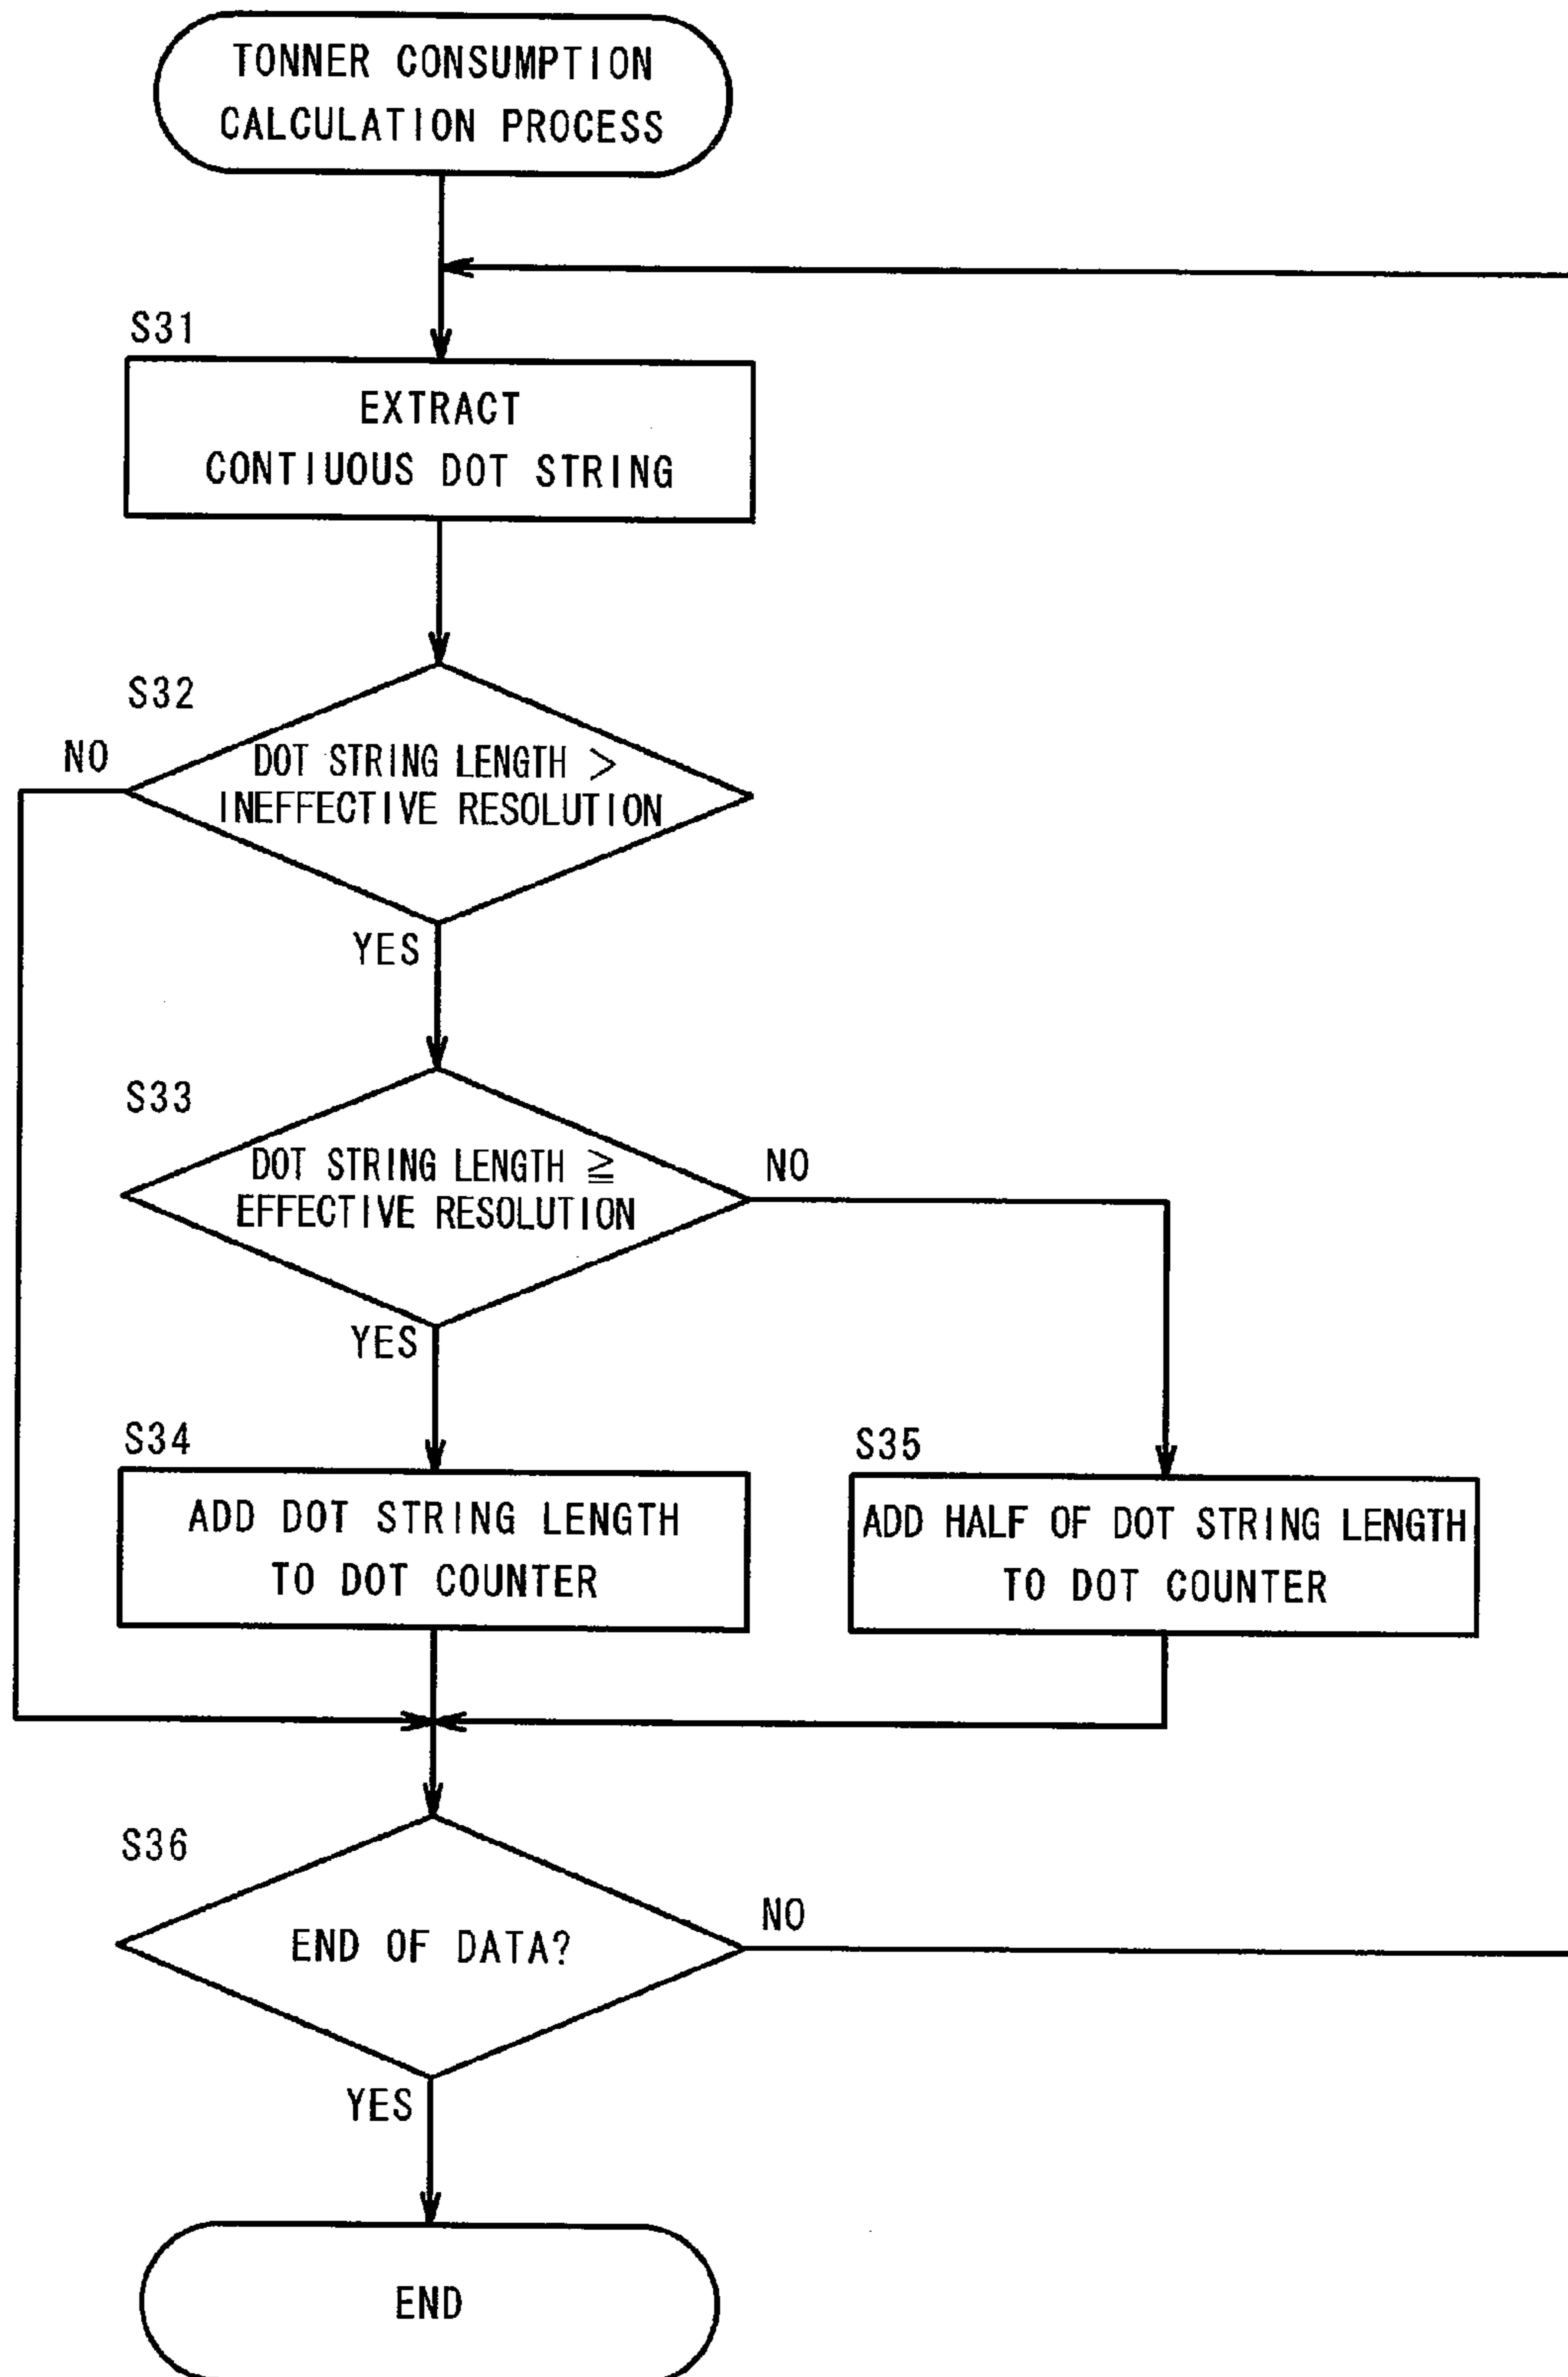 TONNER CONSUMPTION
CALCULATION PROCESS
S31
EXTRACT
CONTIUOUS DOT STRING
S32
NO
DOT STRING LENGTH >
INEFFECTIVE RESOLUTION
YES
S33
DOT STRING LENGTH ≧
EFFECTIVE RESOLUTION
NO
YES
S34
ADD DOT STRING LENGTH
TO DOT COUNTER
S35
ADD HALF OF DOT STRING LENGTH
TO DOT COUNTER
S36
END OF DATA?
NO
YES
END